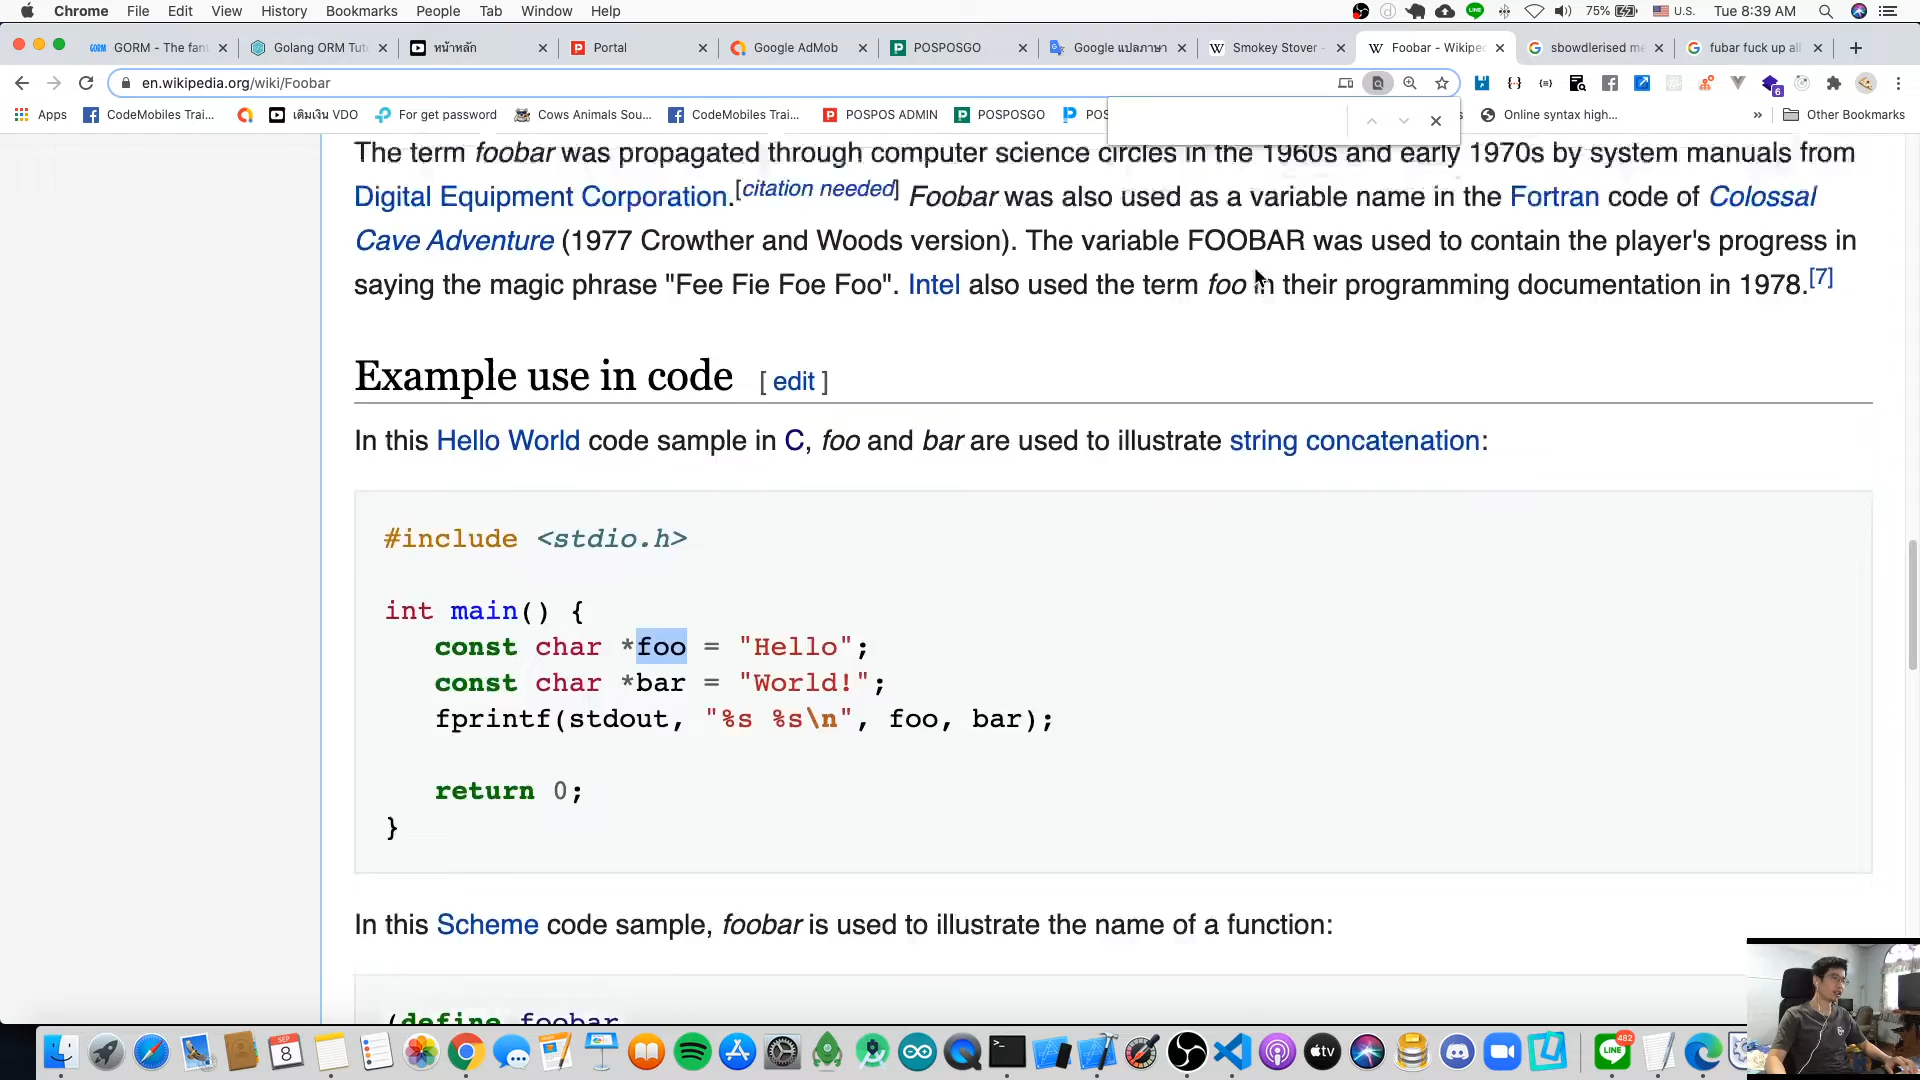 Chrome File Edit View History Bookmarks People Tab Window Help 75% U.S. Tue 8:39 AM
GORM - The fan Golang ORM Tut หน้าหลัก Portal Google AdMob POSPOSGO Google แปลภาษา Smokey Stover - Foobar - Wikipe sbowdlerised me fubar fuck up all
en.wikipedia.org/wiki/Foobar
6
Apps CodeMobiles Trai... เติมเงิน VDO For get password Cows Animals Sou... CodeMobiles Trai... POSPOS ADMIN POSPOSGO POS Online syntax high... » Other Bookmarks
The term foobar was propagated through computer science circles in the 1960s and early 1970s by system manuals from
Digital Equipment Corporation.[citation needed] Foobar was also used as a variable name in the Fortran code of Colossal
Cave Adventure (1977 Crowther and Woods version). The variable FOOBAR was used to contain the player's progress in
saying the magic phrase "Fee Fie Foe Foo". Intel also used the term foo in their programming documentation in 1978.[7]
Example use in code [ edit ]
In this Hello World code sample in C, foo and bar are used to illustrate string concatenation:
#include <stdio.h>
int main() {
const char *foo = "Hello";
const char *bar = "World!";
fprintf(stdout, "%s %s\n", foo, bar);
return 0;
}
In this Scheme code sample, foobar is used to illustrate the name of a function:
(define foobar
SEP
8
tv
482
LINE